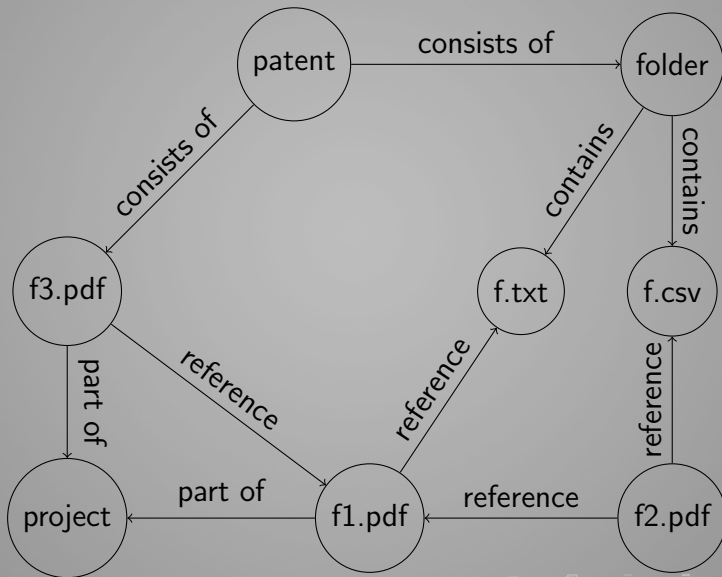 consists of
patent
folder
consists of
contains
contains
f3.pdf
f.txt
f.csv
part of
reference
reference
reference
project
part of
f1.pdf
reference
f2.pdf